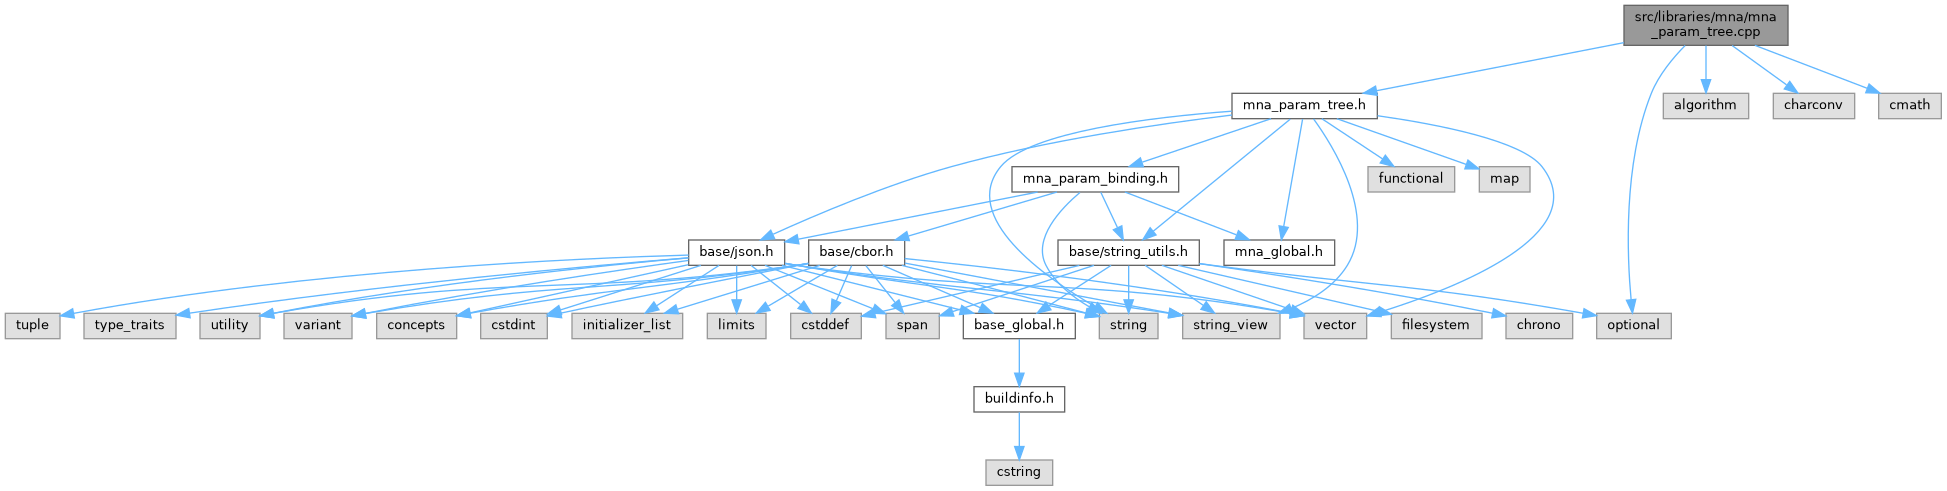 src/libraries/mna/mna
_param_tree.cpp
mna_param_tree.h
algorithm
charconv
cmath
mna_param_binding.h
functional
map
base/json.h
base/cbor.h
base/string_utils.h
mna_global.h
tuple
type_traits
utility
variant
concepts
cstdint
initializer_list
limits
cstddef
span
base_global.h
string
string_view
vector
filesystem
chrono
optional
buildinfo.h
cstring